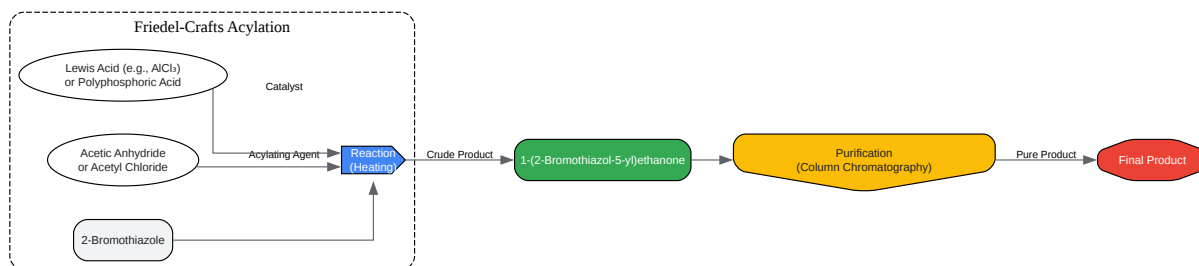 Friedel-Crafts Acylation
Lewis Acid (e.g., AlCl₃)
or Polyphosphoric Acid
Catalyst
Acetic Anhydride
or Acetyl Chloride
Acylating Agent
Reaction
(Heating)
2-Bromothiazole
Crude Product
1-(2-Bromothiazol-5-yl)ethanone
Purification
(Column Chromatography)
Pure Product
Final Product